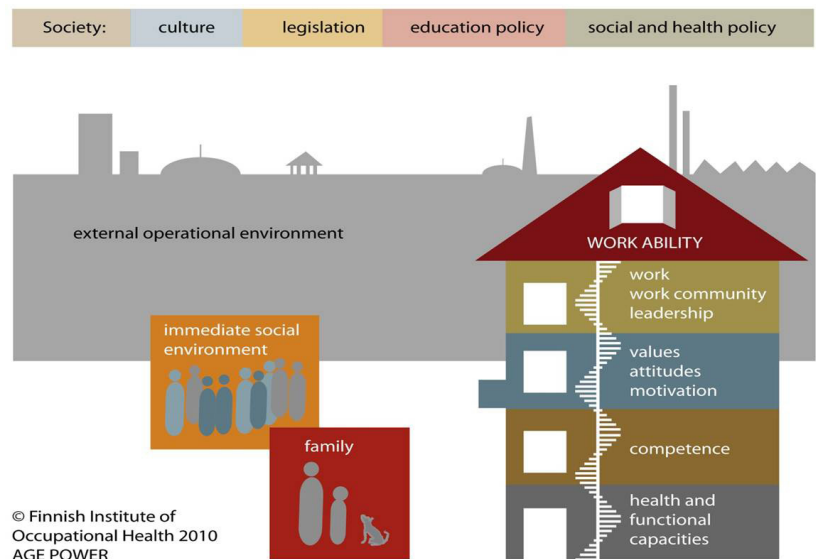 Society: culture legislation education policy social and health policy
external operational environment
WORK ABILITY
work
work community
leadership
values
attitudes
motivation
competence
health and
functional
capacities
immediate social
environment
family
© Finnish Institute of
Occupational Health 2010
AGE POWER